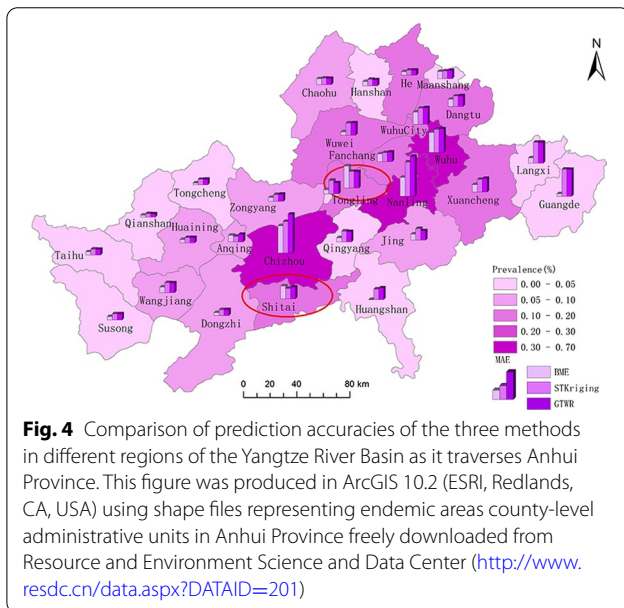 N
Chaohu
Hanshan
He
Maanshang
Dangtu
WuhuCity
Wuwei
Fanchang
Wuhu
Langxi
Guangde
Tongcheng
Zongyang
Tongling
Nanling
Xuancheng
Qianshan
Huaining
Anqing
Qingyang
Jing
Taihu
Chizhou
Wangjiang
Shitai
Huangshan
Susong
Dongzhi
Prevalence(%)
0.00 - 0.05
0.05 - 0.10
0.10 - 0.20
0.20 - 0.30
0.30 - 0.70
MAE
BME
STKriging
GTWR
0 20 40 80 km
Fig. 4 Comparison of prediction accuracies of the three methods
in different regions of the Yangtze River Basin as it traverses Anhui
Province. This figure was produced in ArcGIS 10.2 (ESRI, Redlands,
CA, USA) using shape files representing endemic areas county-level
administrative units in Anhui Province freely downloaded from
Resource and Environment Science and Data Center (http://www.
resdc.cn/data.aspx?DATAID=201)